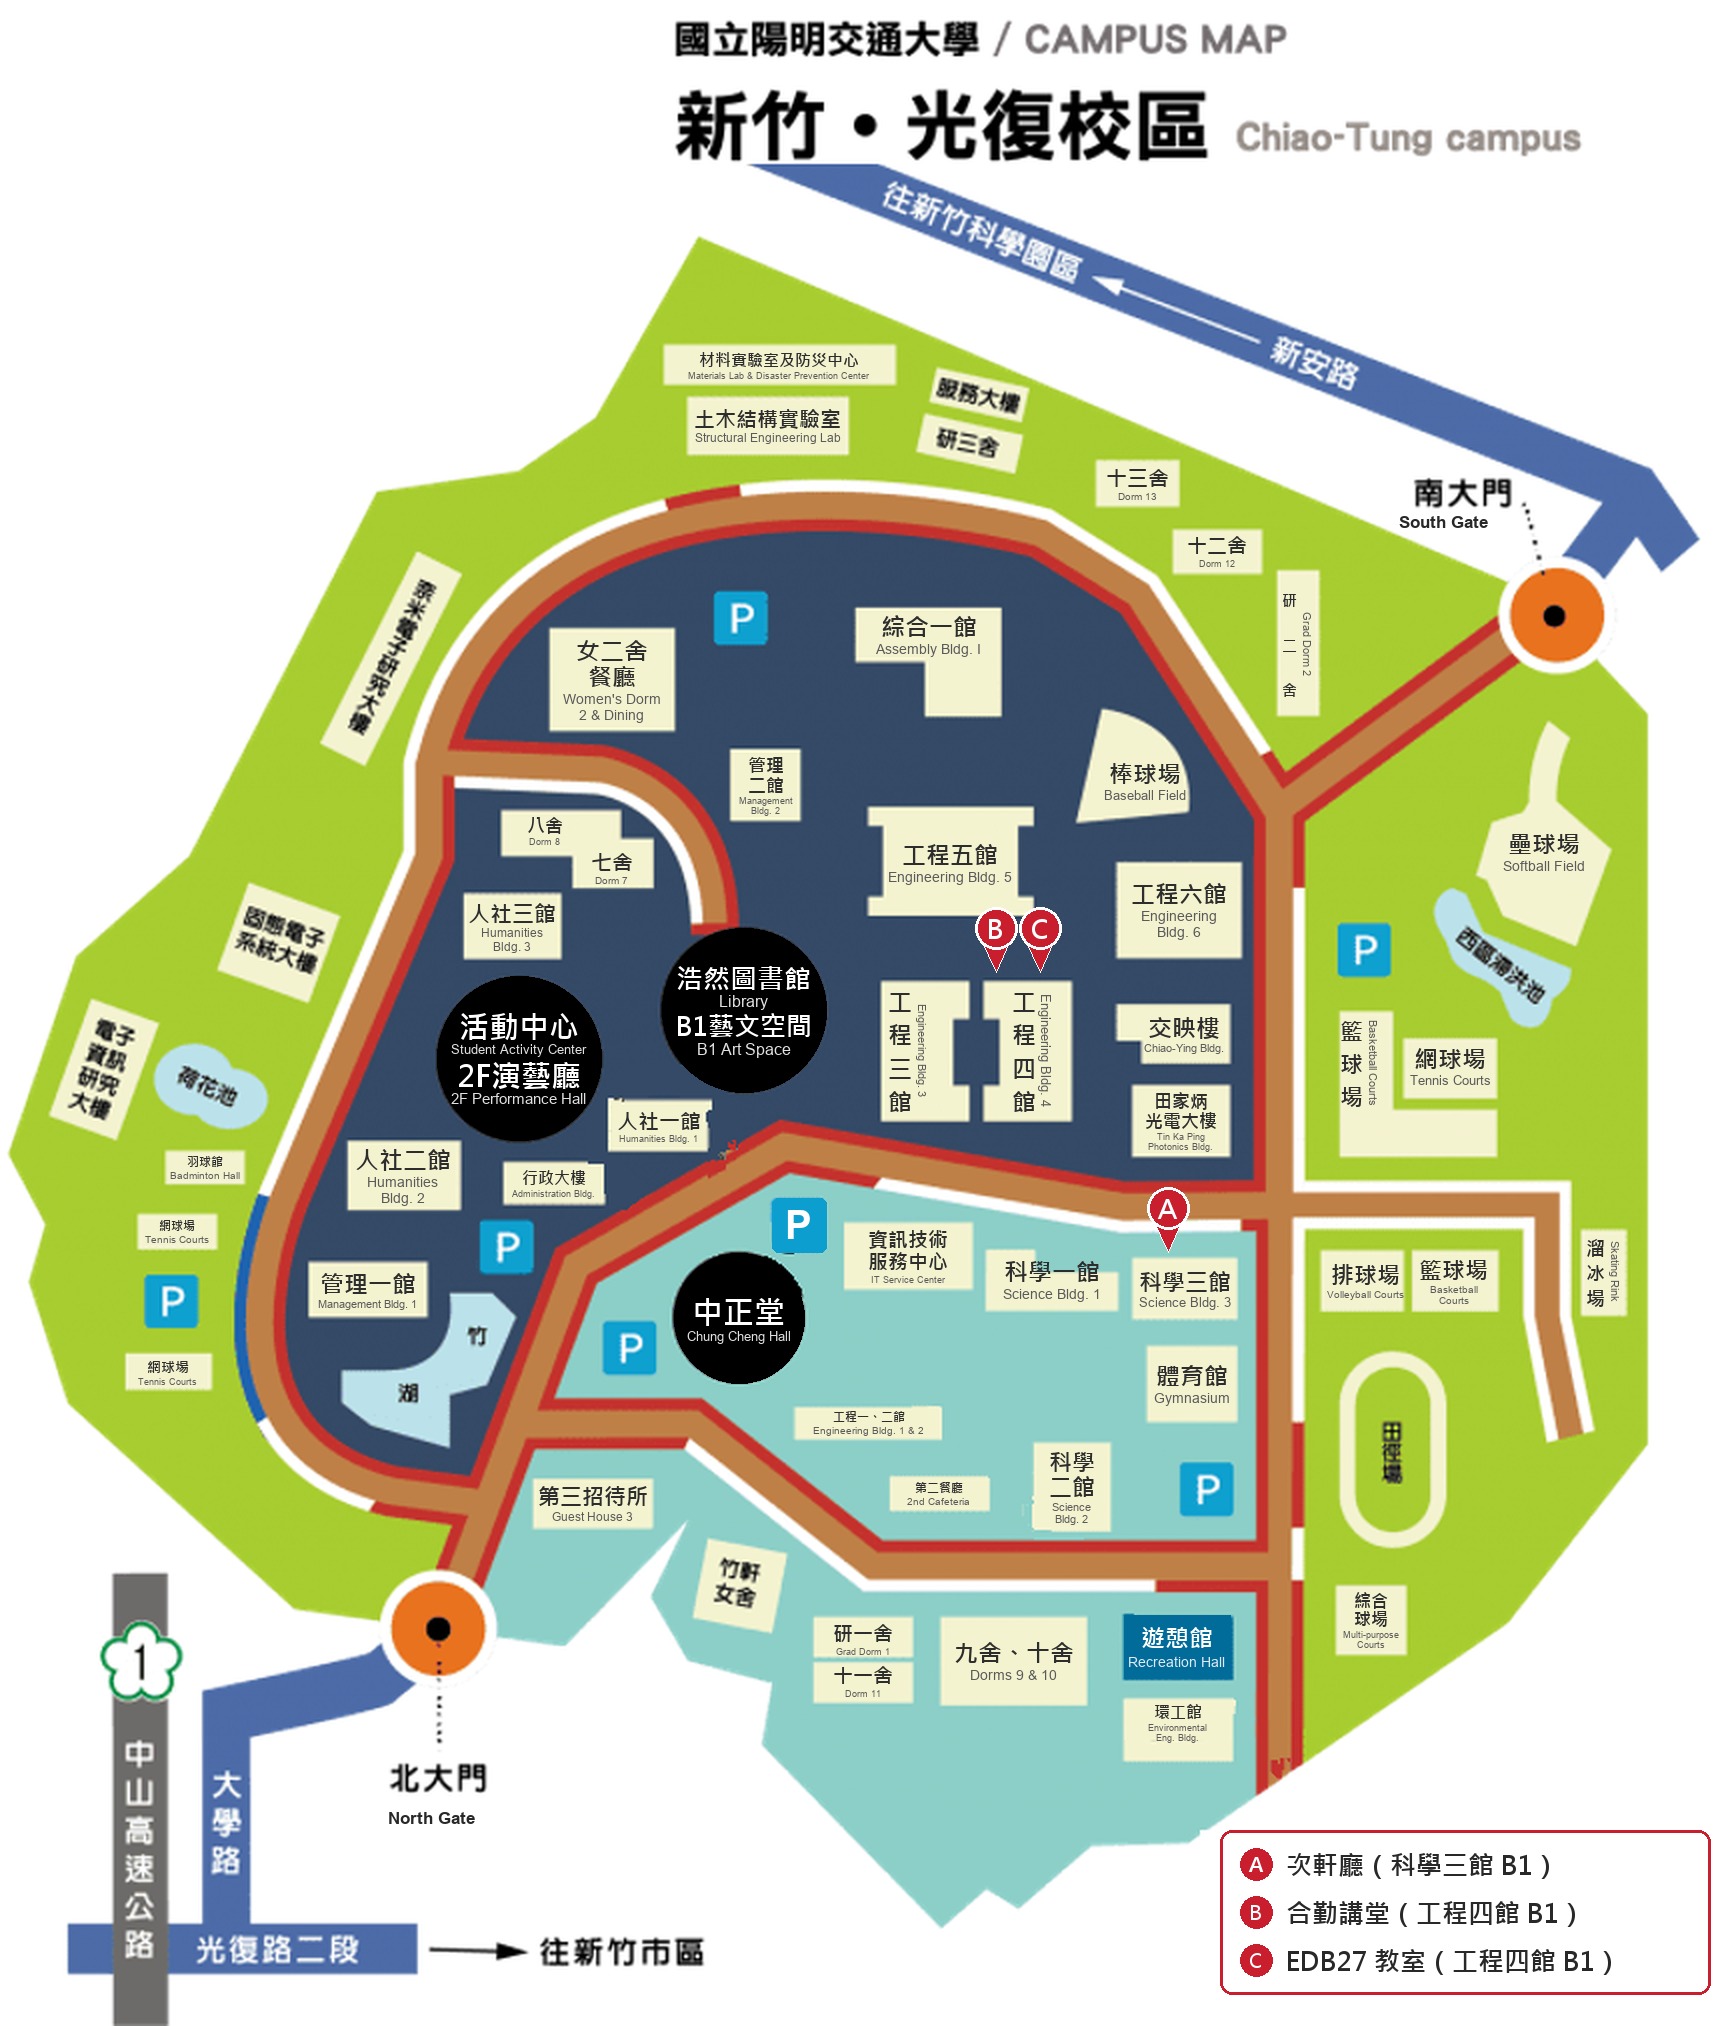 國立陽明交通大學 / CAMPUS MAP
新竹•光復校區 Chiao-Tung campus
往新竹科學園區
新安路
材料實驗室及防災中心
Materials Lab & Disaster Prevention Center
土木結構實驗室
Structural Engineering Lab
服務大樓
研三舍
十三舍
Dorm 13
十二舍
Dorm 12
研二舍
Grad Dorm 2
南大門
South Gate
奈米電子研究大樓
女二舍
餐廳
Women's Dorm
2 & Dining
P
綜合一館
Assembly Bldg. I
管理
二館
Management
Bldg. 2
棒球場
Baseball Field
壘球場
Softball Field
八舍
Dorm 8
七舍
Dorm 7
工程五館
Engineering Bldg. 5
工程六館
Engineering
Bldg. 6
人社三館
Humanities
Bldg. 3
B
C
P
西區滯洪池
固態電子
系統大樓
浩然圖書館
Library
B1藝文空間
B1 Art Space
活動中心
Student Activity Center
2F演藝廳
2F Performance Hall
工程三館
Engineering Bldg. 3
工程四館
Engineering Bldg. 4
交映樓
Chiao-Ying Bldg.
籃球場
Basketball Courts
網球場
Tennis Courts
電子
資訊
研究
大樓
荷花池
田家炳
光電大樓
Tin Ka Ping
Photonics Bldg.
人社一館
Humanities Bldg. 1
羽球館
Badminton Hall
人社二館
Humanities
Bldg. 2
行政大樓
Administration Bldg.
網球場
Tennis Courts
P
P
P
A
資訊技術
服務中心
IT Service Center
科學一館
Science Bldg. 1
科學三館
Science Bldg. 3
排球場
Volleyball Courts
籃球場
Basketball
Courts
溜冰場
Skating Rink
管理一館
Management Bldg. 1
中正堂
Chung Cheng Hall
P
竹
湖
網球場
Tennis Courts
體育館
Gymnasium
工程一、二館
Engineering Bldg. 1 & 2
田徑場
科學
二館
Science
Bldg. 2
第二餐廳
2nd Cafeteria
P
第三招待所
Guest House 3
竹軒
女舍
研一舍
Grad Dorm 1
十一舍
Dorm 11
九舍、十舍
Dorms 9 & 10
遊憩館
Recreation Hall
環工館
Environmental
Eng. Bldg.
綜合
球場
Multi-purpose
Courts
1
中山高速公路
北大門
North Gate
大學路
光復路二段
往新竹市區
A 次軒廳 ( 科學三館 B1 )
B 合勤講堂 ( 工程四館 B1 )
C EDB27 教室 ( 工程四館 B1 )